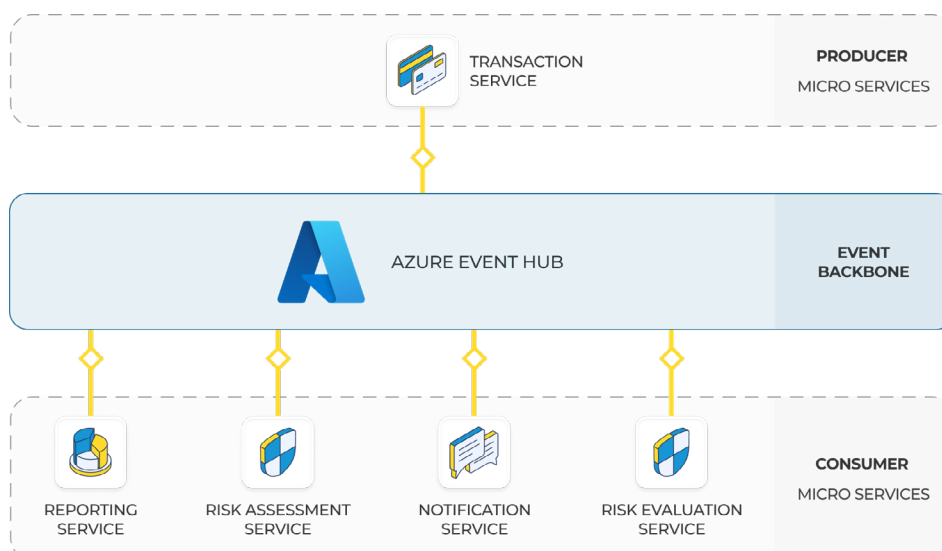 TRANSACTION
SERVICE
PRODUCER
MICRO SERVICES
AZURE EVENT HUB
EVENT
BACKBONE
REPORTING
SERVICE
RISK ASSESSMENT
SERVICE
NOTIFICATION
SERVICE
RISK EVALUATION
SERVICE
CONSUMER
MICRO SERVICES